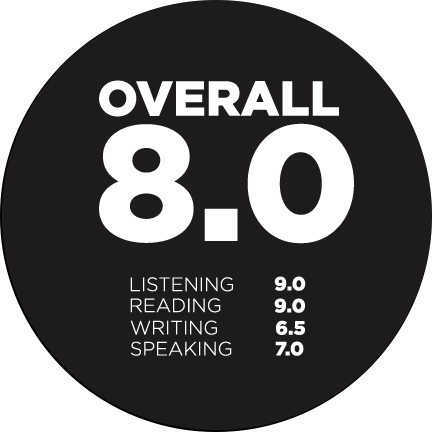 OVERALL
8.0
LISTENING 9.0
READING 9.0
WRITING 6.5
SPEAKING 7.0